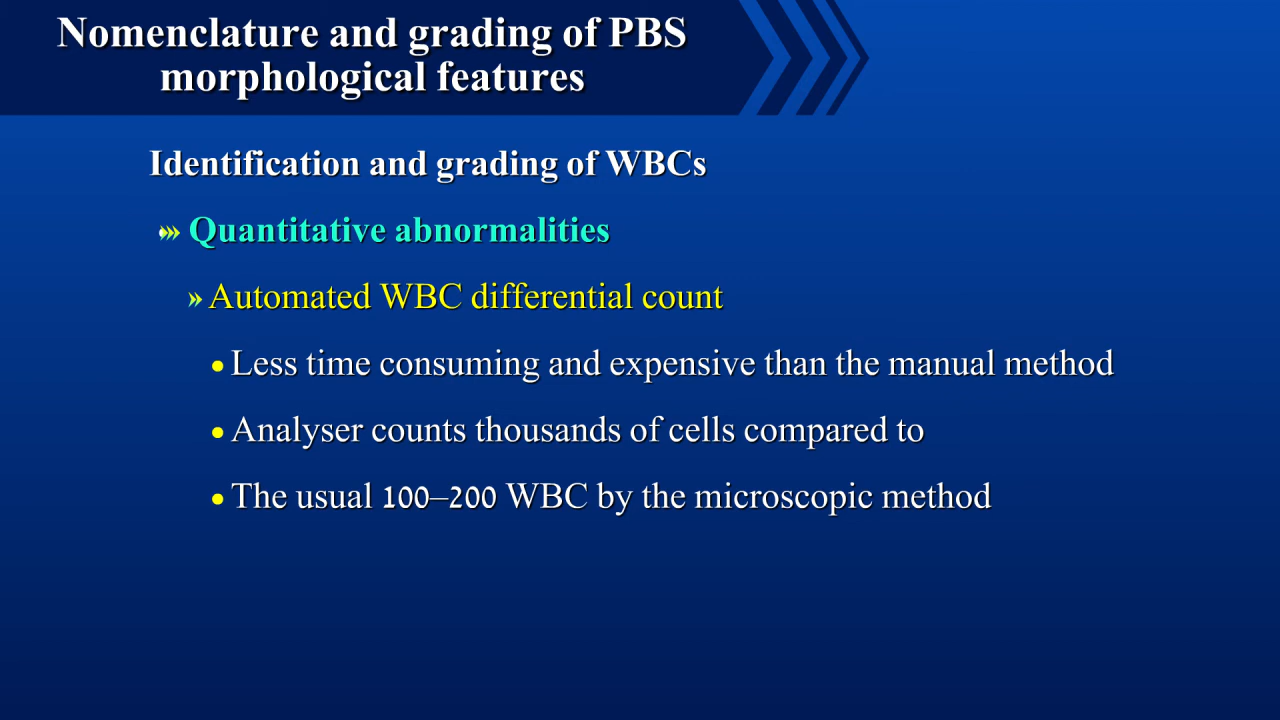 Nomenclature and grading of PBS
morphological features
Identification and grading of WBCs
Quantitative abnormalities
» Automated WBC differential count
• Less time consuming and expensive than the manual method
• Analyser counts thousands of cells compared to
• The usual 100–200 WBC by the microscopic method